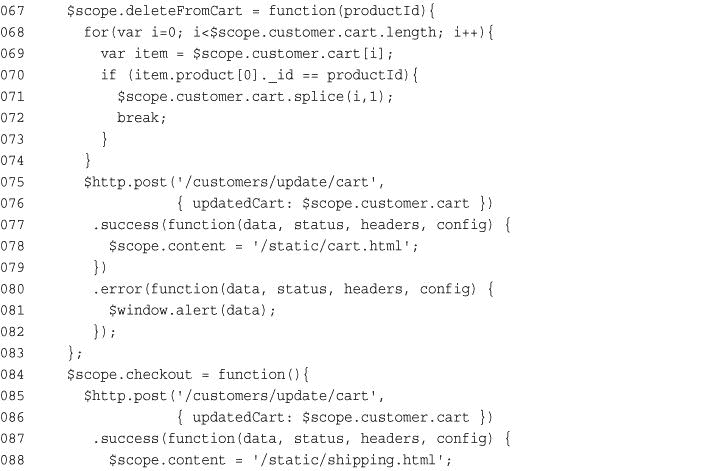 067     $scope.deleteFromCart = function(productId){
068       for(var i=0; i<$scope.customer.cart.length; i++){
069         var item = $scope.customer.cart[i];
070         if (item.product[0]._id == productId){
071           $scope.customer.cart.splice(i,1);
072           break;
073         }
074       }
075       $http.post('/customers/update/cart',
076                  { updatedCart: $scope.customer.cart })
077        .success(function(data, status, headers, config) {
078          $scope.content = '/static/cart.html';
079        })
080        .error(function(data, status, headers, config) {
081          $window.alert(data);
082        });
083     };
084     $scope.checkout = function(){
085       $http.post('/customers/update/cart',
086                  { updatedCart: $scope.customer.cart })
087        .success(function(data, status, headers, config) {
088          $scope.content = '/static/shipping.html';